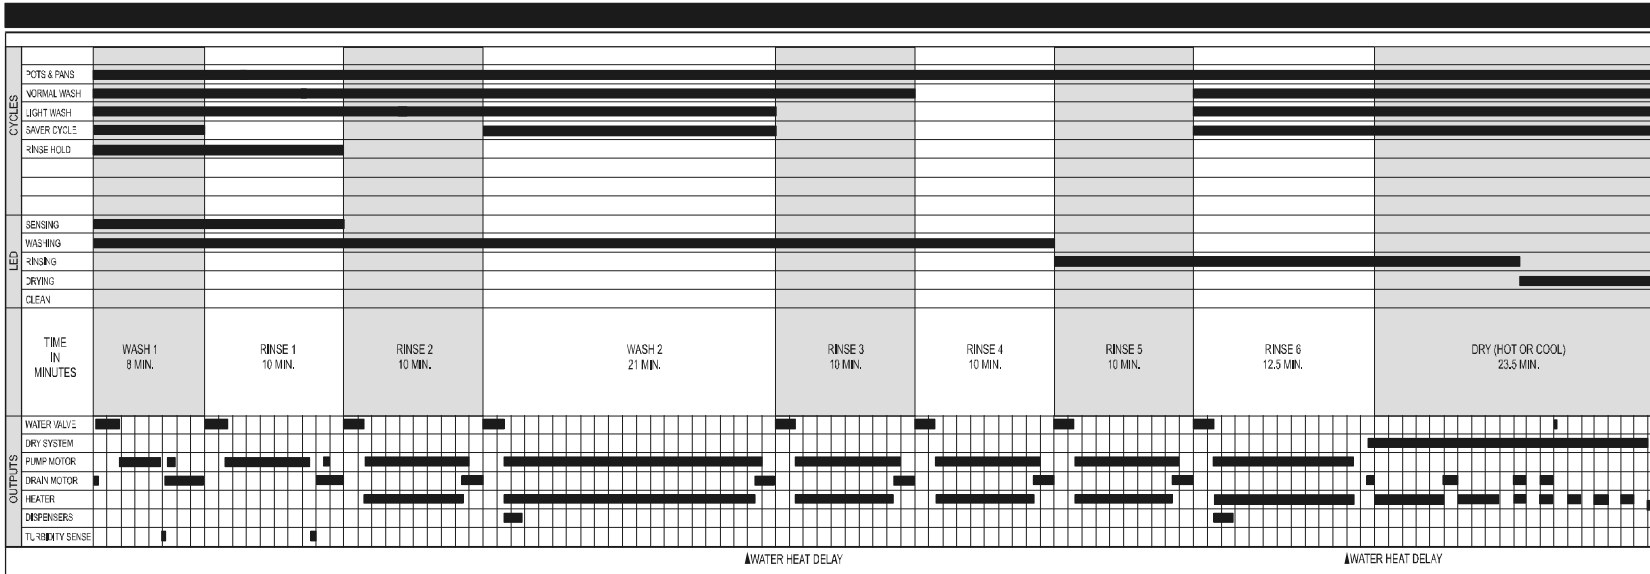 CYCLES
POTS & PANS
NORMAL WASH
LIGHT WASH
SAVER CYCLE
RINSE HOLD
LED
SENSING
WASHING
RINSING
DRYING
CLEAN
TIME
IN
MINUTES
WASH 1
8 MIN.
RINSE 1
10 MIN.
RINSE 2
10 MIN.
WASH 2
21 MIN.
RINSE 3
10 MIN.
RINSE 4
10 MIN.
RINSE 5
10 MIN.
RINSE 6
12.5 MIN.
DRY (HOT OR COOL)
23.5 MIN.
OUTPUTS
WATER VALVE
DRY SYSTEM
PUMP MOTOR
DRAIN MOTOR
HEATER
DISPENSERS
TURBIDITY SENSE
▲WATER HEAT DELAY
▲WATER HEAT DELAY